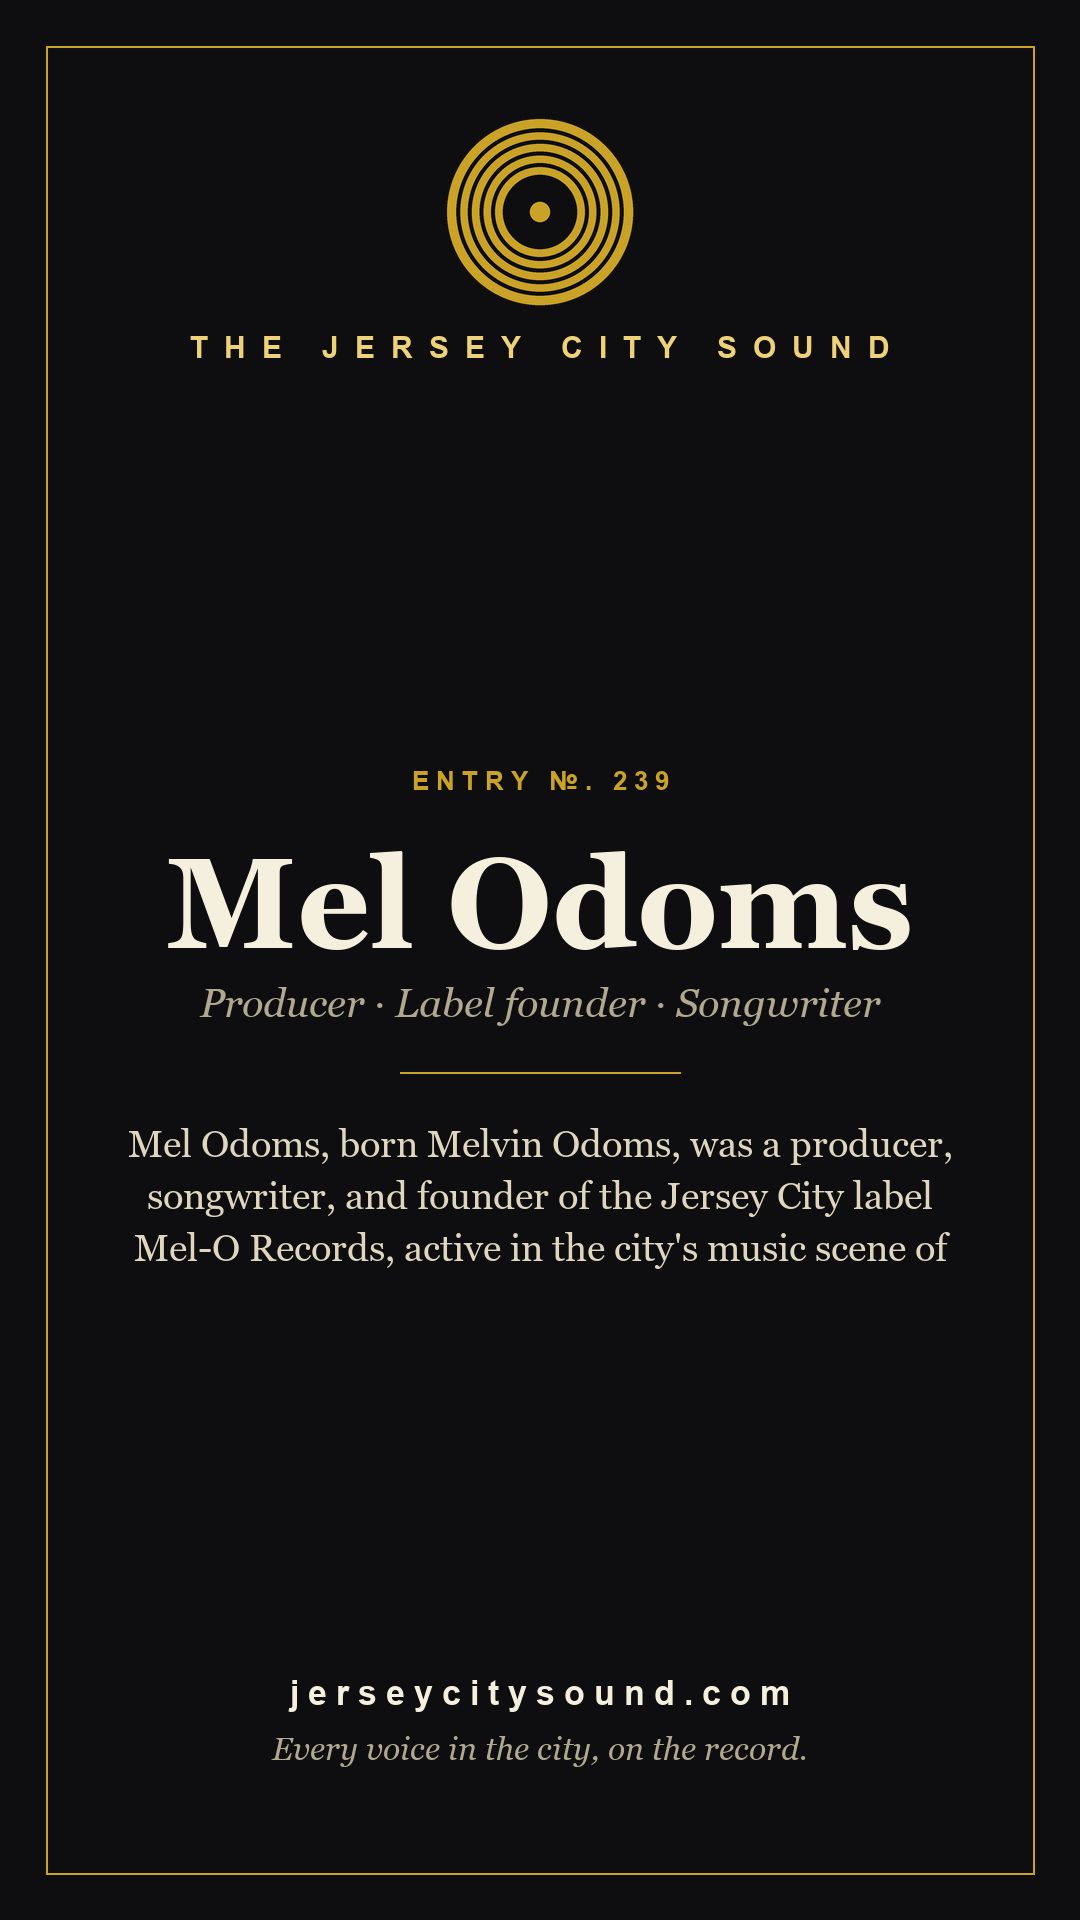 THE JERSEY CITY SOUND
ENTRY №. 239
Mel Odoms
Producer · Label founder · Songwriter
Mel Odoms, born Melvin Odoms, was a producer,
songwriter, and founder of the Jersey City label
Mel-O Records, active in the city's music scene of
jerseycitysound.com
Every voice in the city, on the record.